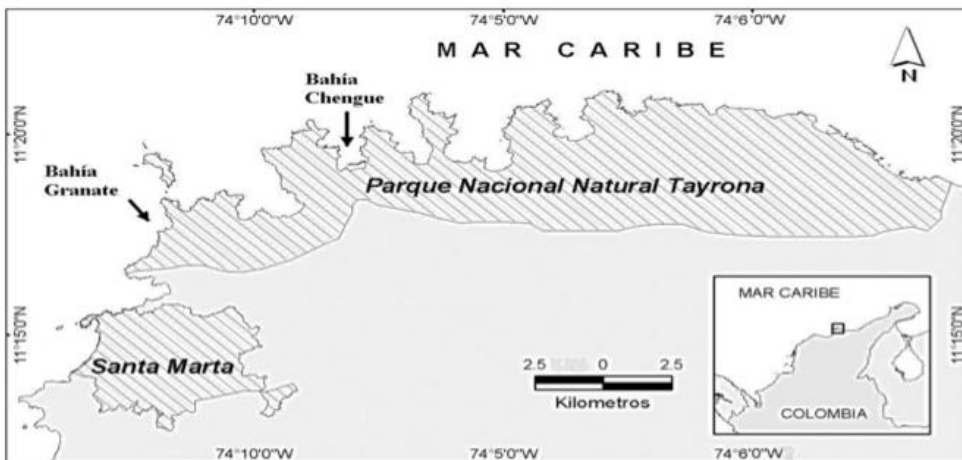 74°10'0"W 74°5'0"W 74°6'0"W
MAR CARIBE
N
Bahía
Chengue
11°20'0"N
11°20'0"N
Bahía
Granate
Parque Nacional Natural Tayrona
MAR CARIBE
11°15'0"N
11°15'0"N
Santa Marta
2.5 0 2.5
Kilometros
COLOMBIA
74°10'0"W 74°5'0"W 74°6'0"W